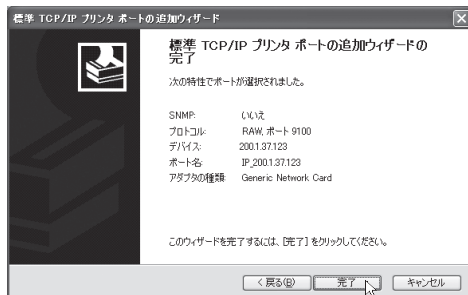 標準 TCP/IP プリンタ ポートの追加ウィザード
標準 TCP/IP プリンタ ポートの追加ウィザードの
完了
次の特性でポートが選択されました。
SNMP: いいえ
プロトコル: RAW, ポート 9100
デバイス: 200.1.37.123
ポート名: IP_200.1.37.123
アダプタの種類: Generic Network Card
このウィザードを完了するには、[完了] をクリックしてください。
< 戻る(B) 完了 キャンセル